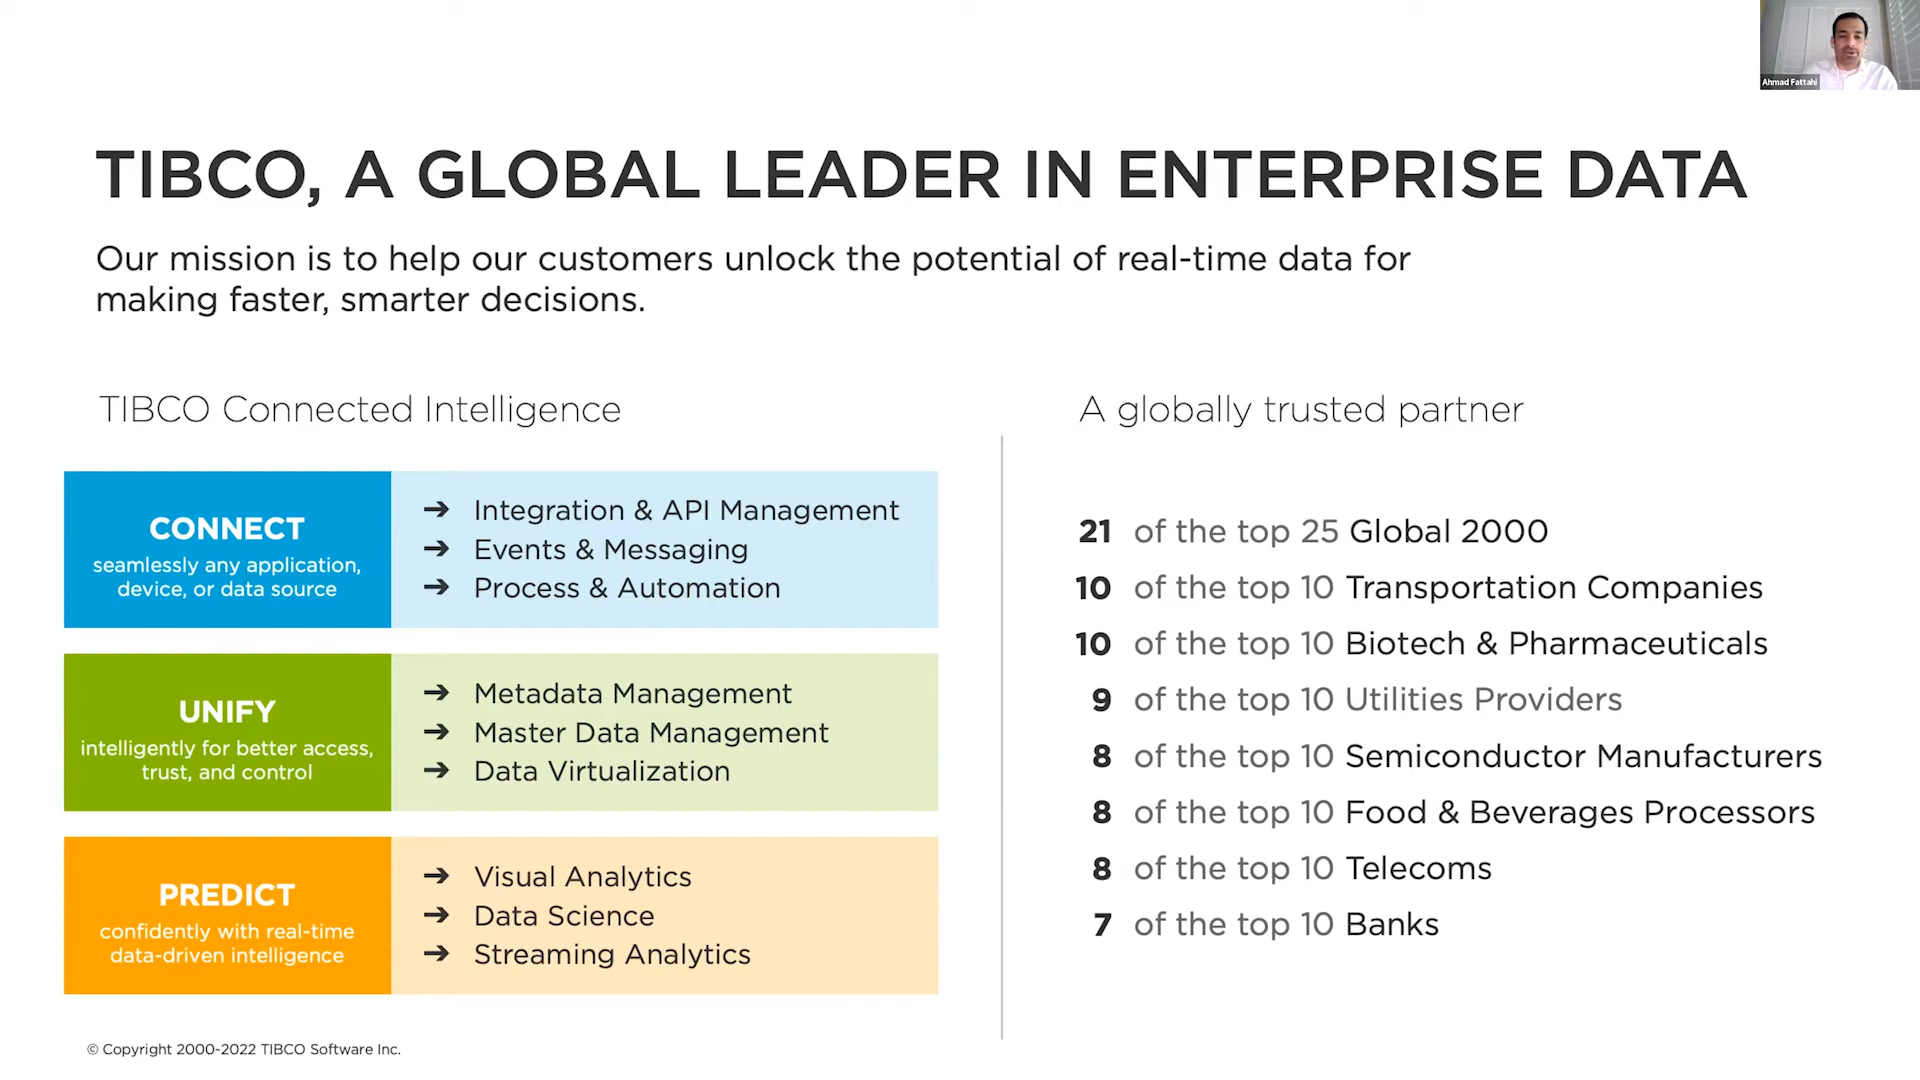 Ahmad Fattahi
TIBCO, A GLOBAL LEADER IN ENTERPRISE DATA
Our mission is to help our customers unlock the potential of real-time data for
making faster, smarter decisions.
TIBCO Connected Intelligence
CONNECT
seamlessly any application,
device, or data source
➔ Integration & API Management
➔ Events & Messaging
➔ Process & Automation
UNIFY
intelligently for better access,
trust, and control
➔ Metadata Management
➔ Master Data Management
➔ Data Virtualization
PREDICT
confidently with real-time
data-driven intelligence
➔ Visual Analytics
➔ Data Science
➔ Streaming Analytics
A globally trusted partner
21 of the top 25 Global 2000
10 of the top 10 Transportation Companies
10 of the top 10 Biotech & Pharmaceuticals
9 of the top 10 Utilities Providers
8 of the top 10 Semiconductor Manufacturers
8 of the top 10 Food & Beverages Processors
8 of the top 10 Telecoms
7 of the top 10 Banks
© Copyright 2000-2022 TIBCO Software Inc.